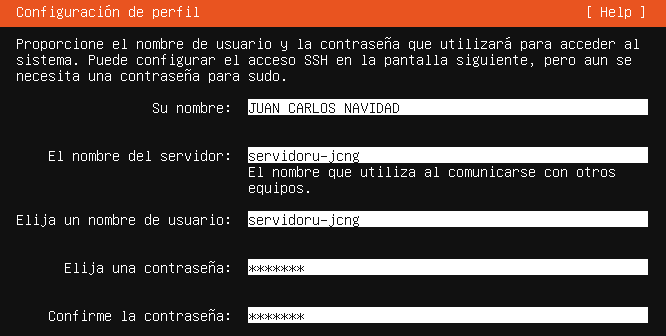 Configuración de perfil [ Help ]
Proporcione el nombre de usuario y la contraseña que utilizará para acceder al
sistema. Puede configurar el acceso SSH en la pantalla siguiente, pero aun se
necesita una contraseña para sudo.
Su nombre: JUAN CARLOS NAVIDAD
El nombre del servidor: servidoru-jcng
El nombre que utiliza al comunicarse con otros
equipos.
Elija un nombre de usuario: servidoru-jcng
Elija una contraseña: *******
Confirme la contraseña: *******